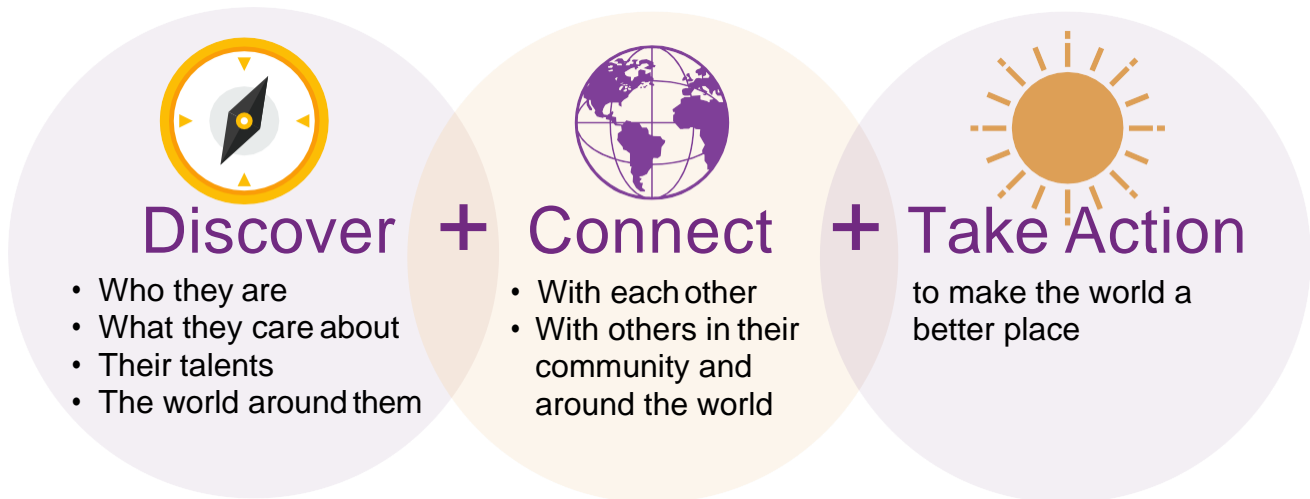 Discover + Connect + Take Action
• Who they are
• What they care about
• Their talents
• The world around them
• With each other
• With others in their
community and
around the world
to make the world a
better place